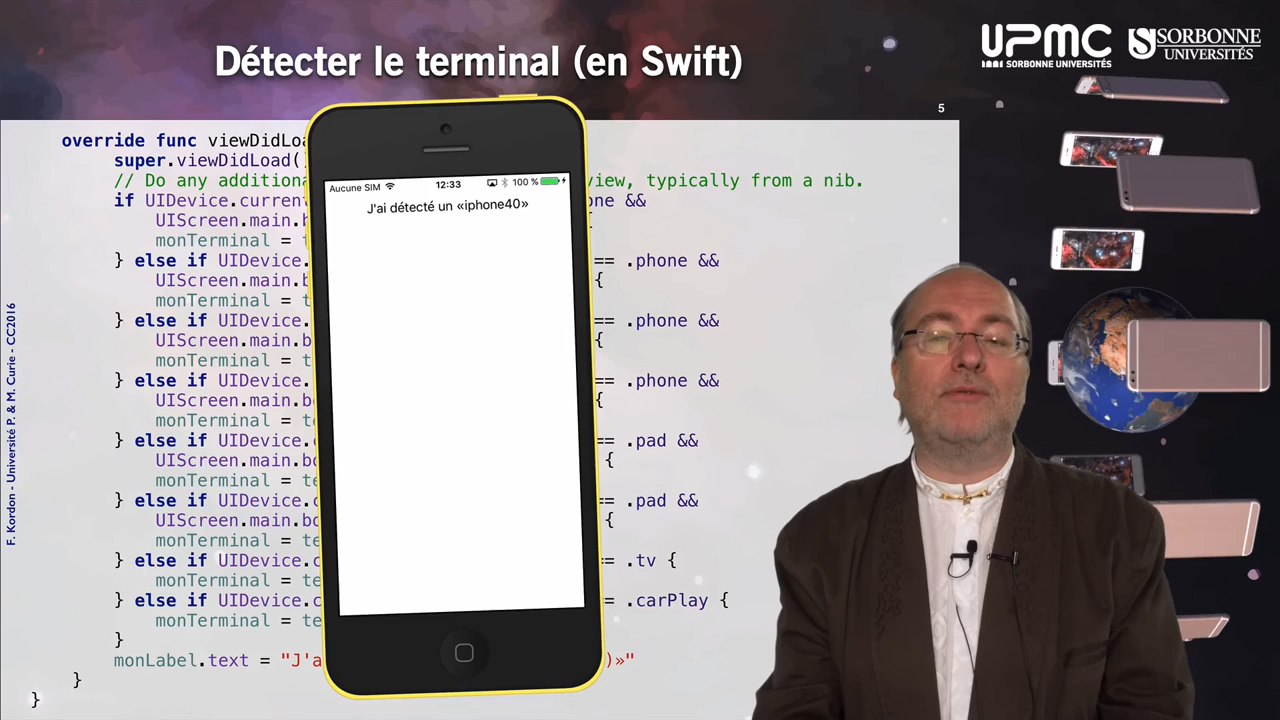 Détecter le terminal (en Swift)
UPMC
SORBONNE UNIVERSITÉS
SORBONNE
UNIVERSITÉS
5
override func viewDidLoa
super.viewDidLoad(
// Do any additiona view, typically from a nib.
if UIDevice.current one &&
UIScreen.main.b {
monTerminal = t
} else if UIDevice. == .phone &&
UIScreen.main.b {
monTerminal = t
} else if UIDevice. == .phone &&
UIScreen.main.b {
monTerminal = t
} else if UIDevice. == .phone &&
UIScreen.main.bo {
monTerminal = te
} else if UIDevice.c == .pad &&
UIScreen.main.bo {
monTerminal = te
} else if UIDevice.c == .pad &&
UIScreen.main.bo {
monTerminal = te
} else if UIDevice.c == .tv {
monTerminal = te
} else if UIDevice.c = .carPlay {
monTerminal = te
}
monLabel.text = "J'a )»"
}
}
Aucune SIM 12:33 100 %
J'ai détecté un «iphone40»
F. Kordon - Université P. & M. Curie - CC2016